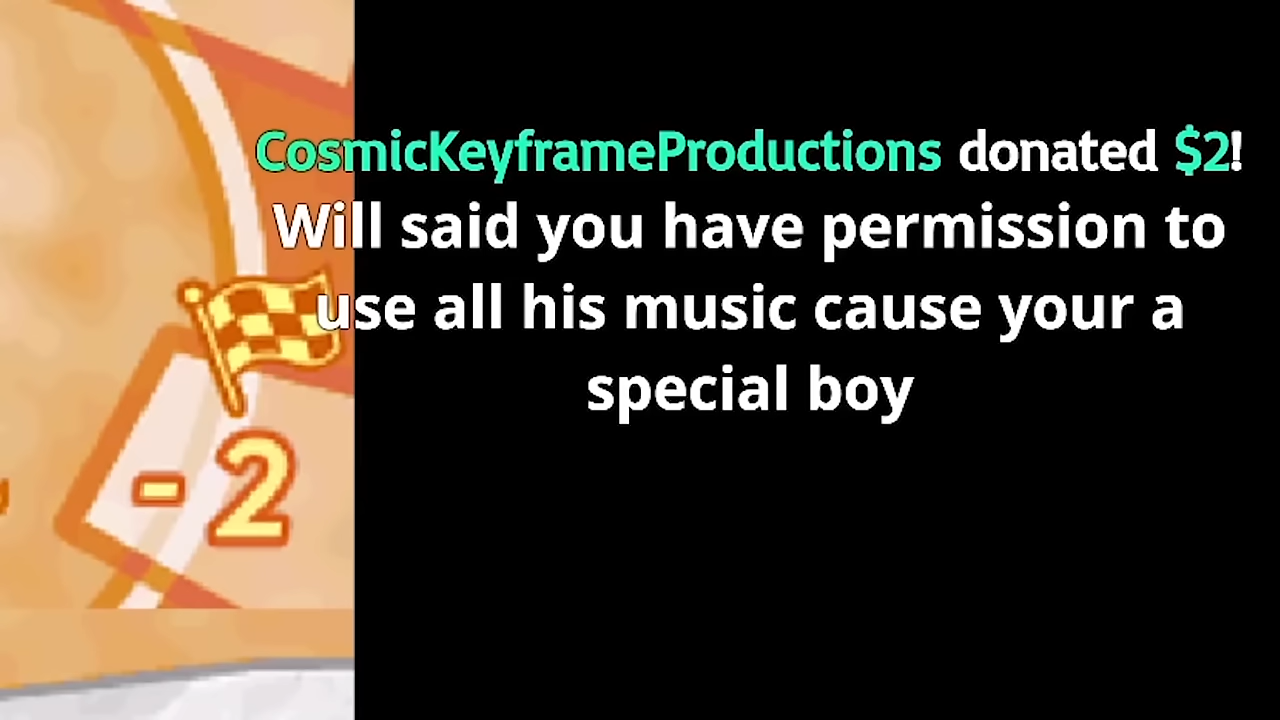 CosmicKeyframeProductions donated $2!
Will said you have permission to
use all his music cause your a
special boy
- 2